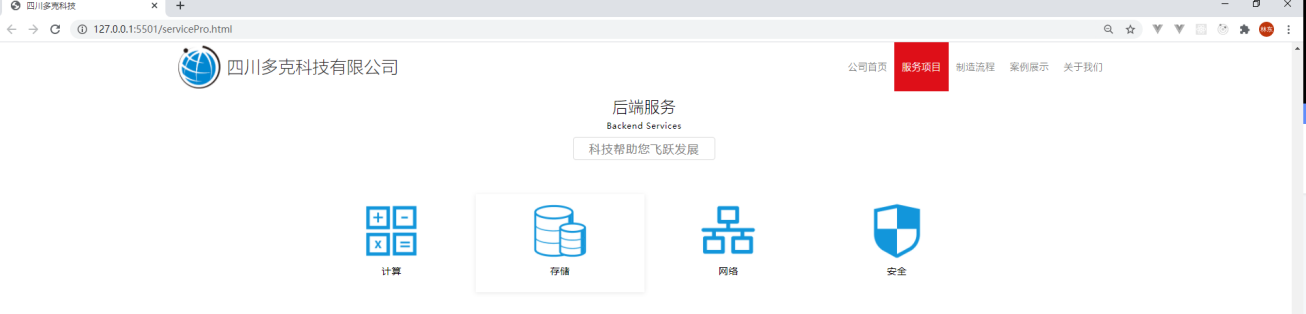 四川多克科技
127.0.0.1:5501/servicePro.html
林友
四川多克科技有限公司
公司首页 服务项目 制造流程 案例展示 关于我们
后端服务
Backend Services
科技帮助您飞跃发展
计算 存储 网络 安全